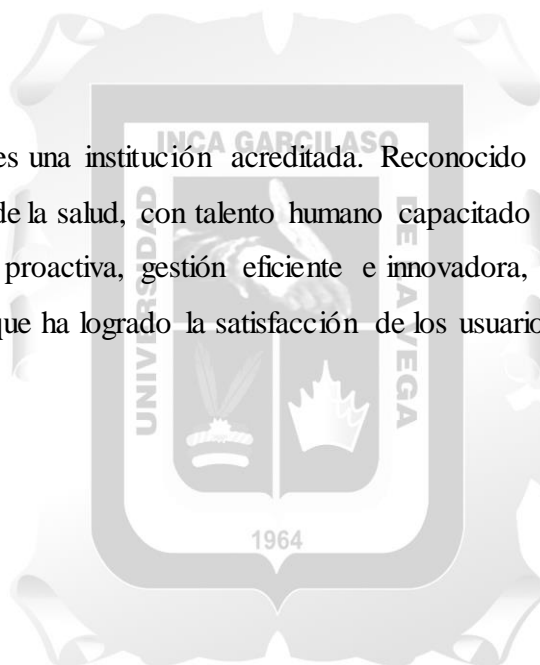 INCA GARCILASO
es una institución acreditada. Reconocido
de la salud, con talento humano capacitado
proactiva, gestión eficiente e innovadora,
que ha logrado la satisfacción de los usuario
UNIVERSIDAD
DE LA VEGA
1964